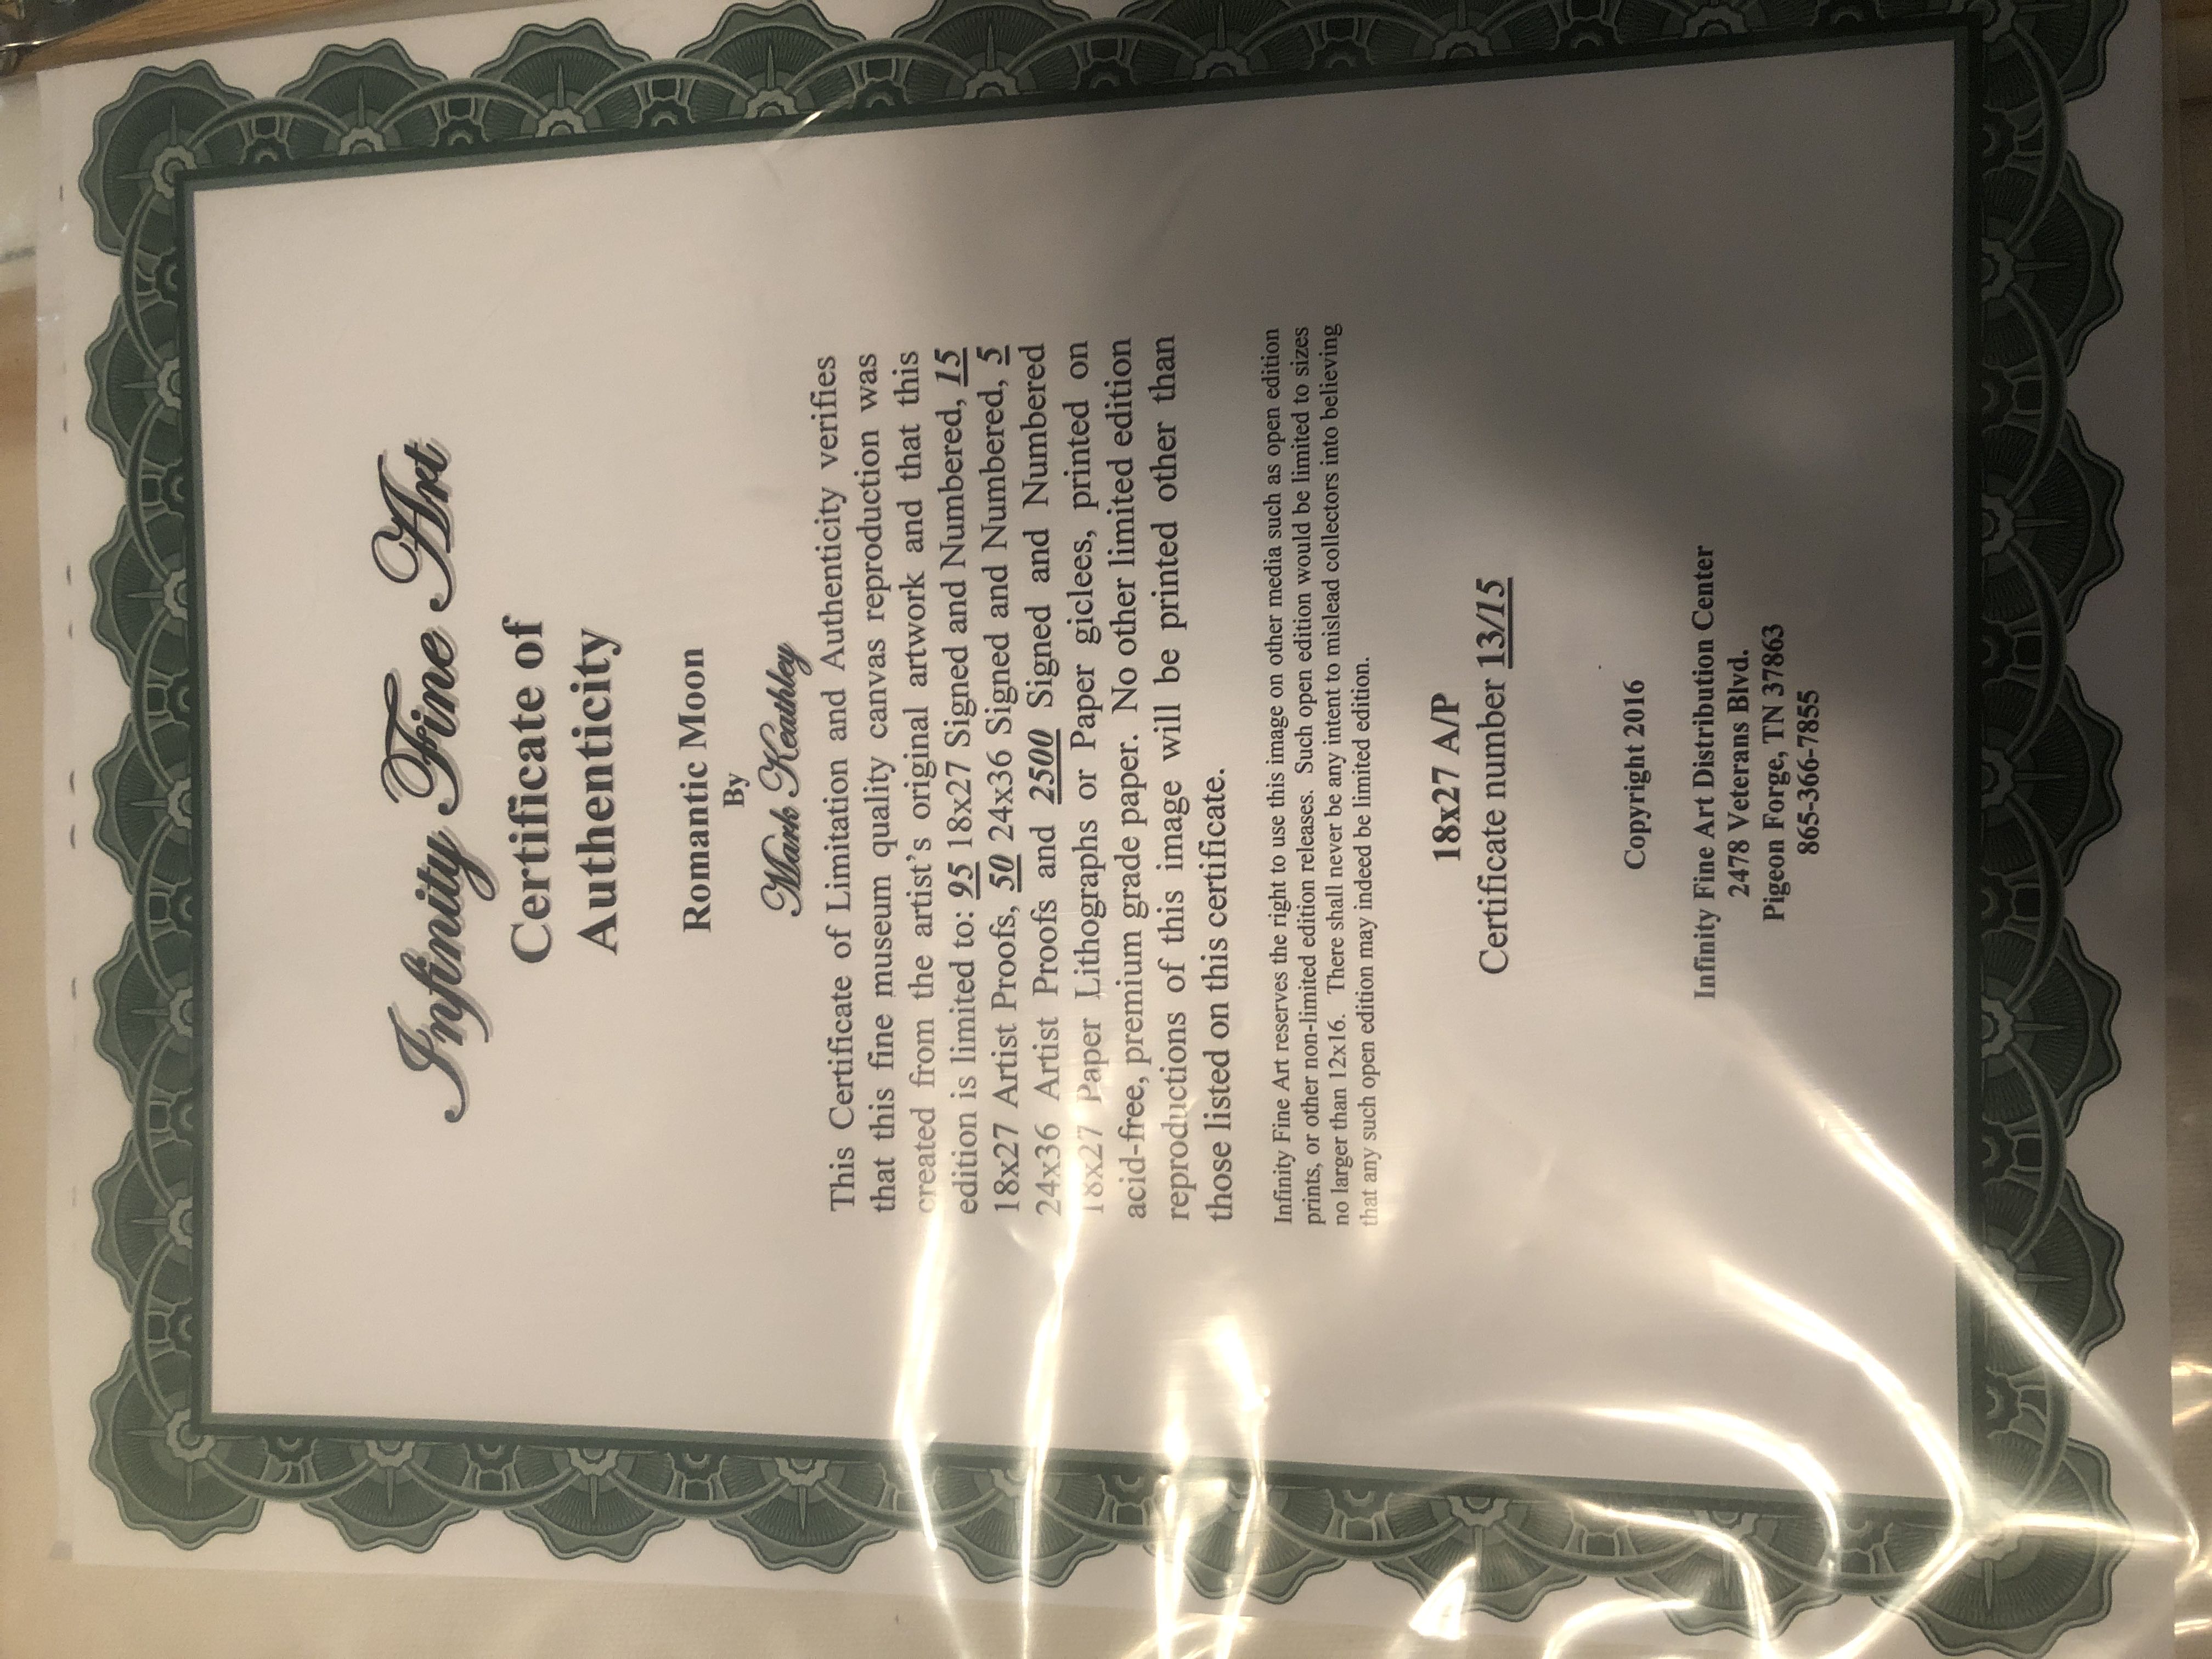 Infinity Fine Art
Certificate of
Authenticity
Romantic Moon
By
Mark Keathley
This Certificate of Limitation and Authenticity verifies
that this fine museum quality canvas reproduction was
created from the artist's original artwork and that this
edition is limited to: 95 18x27 Signed and Numbered, 15
18x27 Artist Proofs, 50 24x36 Signed and Numbered, 5
24x36 Artist Proofs and 2500 Signed and Numbered
18x27 Paper Lithographs or Paper giclees, printed on
acid-free, premium grade paper. No other limited edition
reproductions of this image will be printed other than
those listed on this certificate.
Infinity Fine Art reserves the right to use this image on other media such as open edition
prints, or other non-limited edition releases. Such open edition would be limited to sizes
no larger than 12x16. There shall never be any intent to mislead collectors into believing
that any such open edition may indeed be limited edition.
18x27 A/P
Certificate number 13/15
Copyright 2016
Infinity Fine Art Distribution Center
2478 Veterans Blvd.
Pigeon Forge, TN 37863
865-366-7855